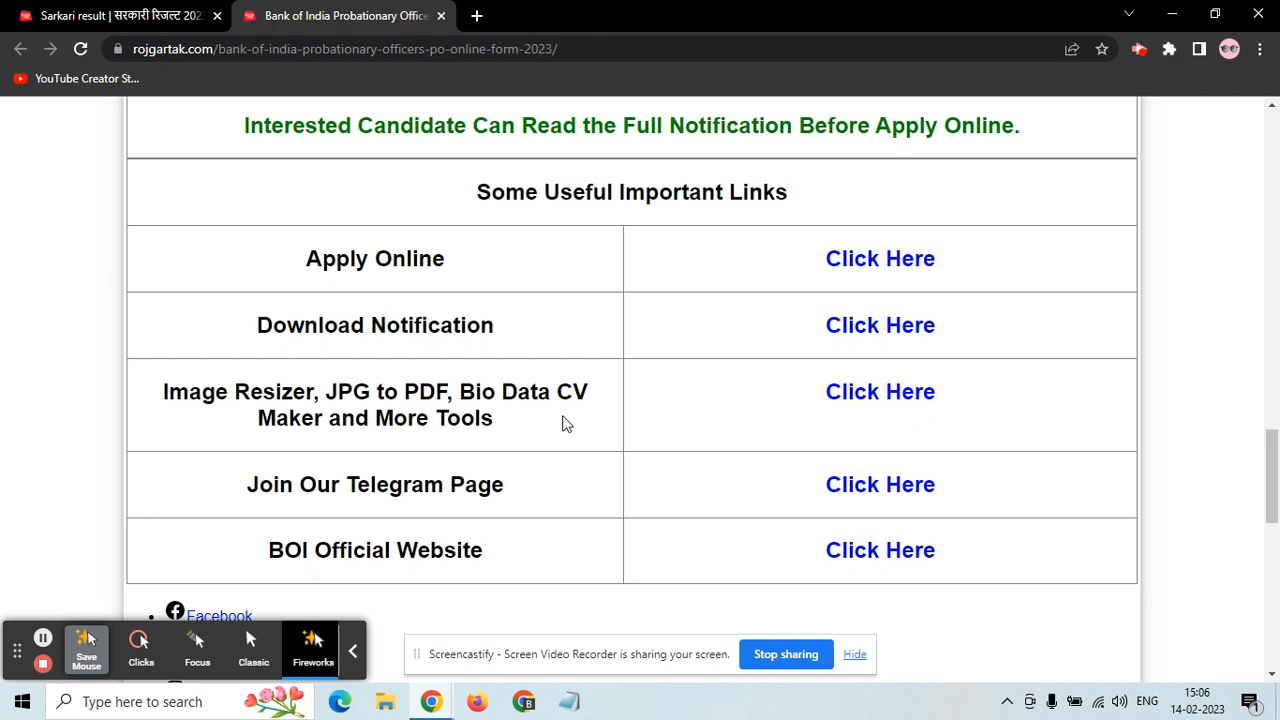 Sarkari result | सरकारी रिजल्ट 202
Bank of India Probationary Office
rojgartak.com/bank-of-india-probationary-officers-po-online-form-2023/
YouTube Creator St...
Interested Candidate Can Read the Full Notification Before Apply Online.
Some Useful Important Links
Apply Online Click Here
Download Notification Click Here
Image Resizer, JPG to PDF, Bio Data CV Click Here
Maker and More Tools
Join Our Telegram Page Click Here
BOI Official Website Click Here
Facebook
Save
Mouse
Clicks
Focus
Classic
Fireworks
Screencastify - Screen Video Recorder is sharing your screen.
Stop sharing
Hide
Type here to search
ENG
15:06
14-02-2023
1